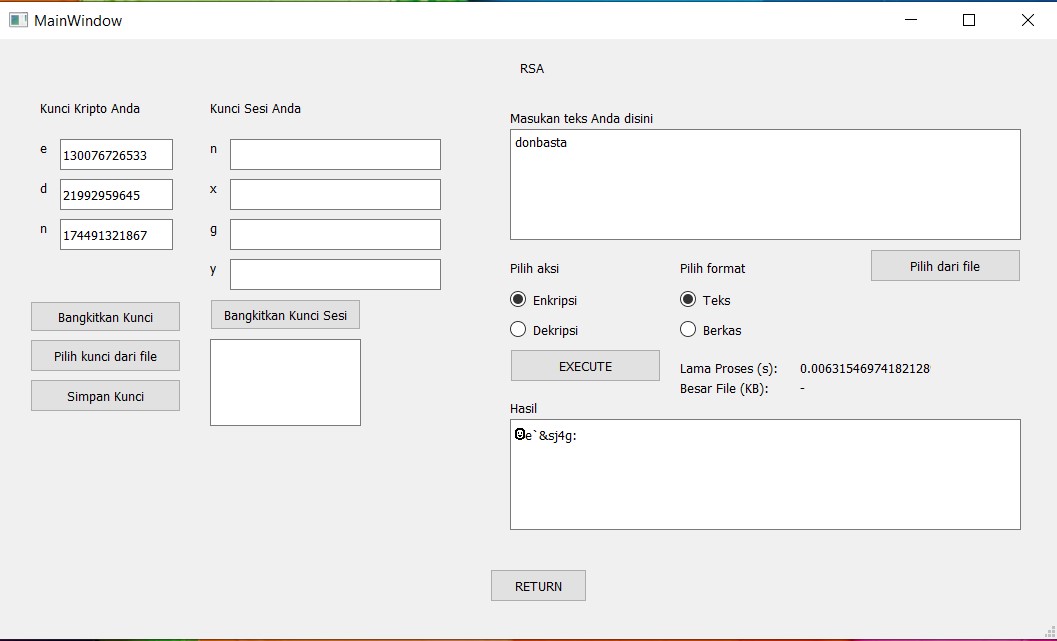 MainWindow
RSA
Kunci Kripto Anda
e
130076726533
d
21992959645
n
174491321867
Bangkitkan Kunci
Pilih kunci dari file
Simpan Kunci
Kunci Sesi Anda
n
x
g
y
Bangkitkan Kunci Sesi
Masukan teks Anda disini
donbasta
Pilih dari file
Pilih aksi
Enkripsi
Dekripsi
Pilih format
Teks
Berkas
EXECUTE
Lama Proses (s): 0.00631546974182128
Besar File (KB): -
Hasil
e`&sj4g:
RETURN